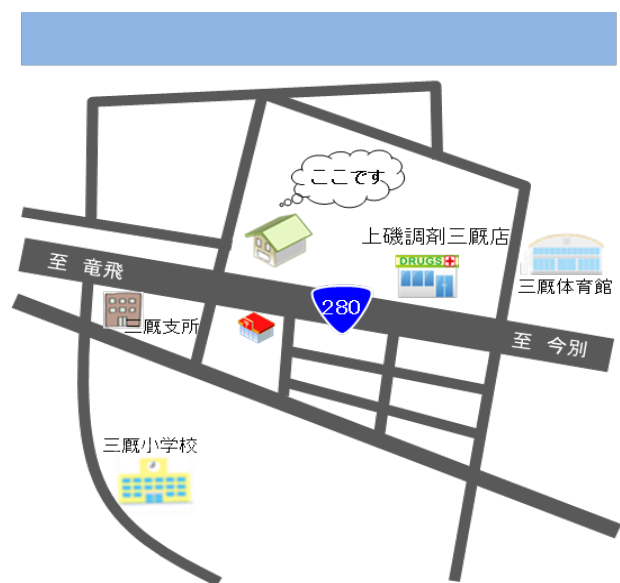 ここです
上磯調剤三厩店
DRUGS
三厩体育館
至 竜飛
280
三厩支所
至 今別
三厩小学校